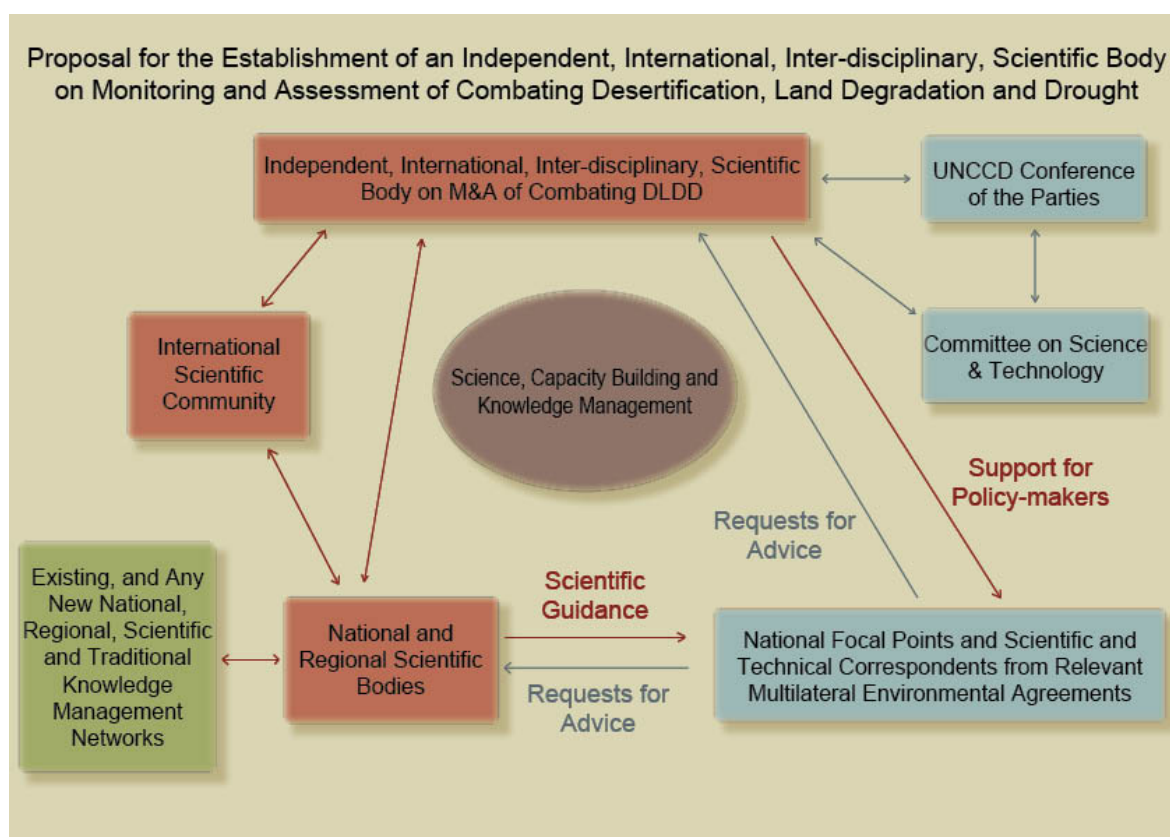 Proposal for the Establishment of an Independent, International, Inter-disciplinary, Scientific Body
on Monitoring and Assessment of Combating Desertification, Land Degradation and Drought
Independent, International, Inter-disciplinary, Scientific
Body on M&A of Combating DLDD
UNCCD Conference
of the Parties
International
Scientific
Community
Science, Capacity Building and
Knowledge Management
Committee on Science
& Technology
Support for
Policy-makers
Requests for
Advice
Existing, and Any
New National,
Regional, Scientific
and Traditional
Knowledge
Management
Networks
National and
Regional Scientific
Bodies
Scientific
Guidance
Requests for
Advice
National Focal Points and Scientific and
Technical Correspondents from Relevant
Multilateral Environmental Agreements